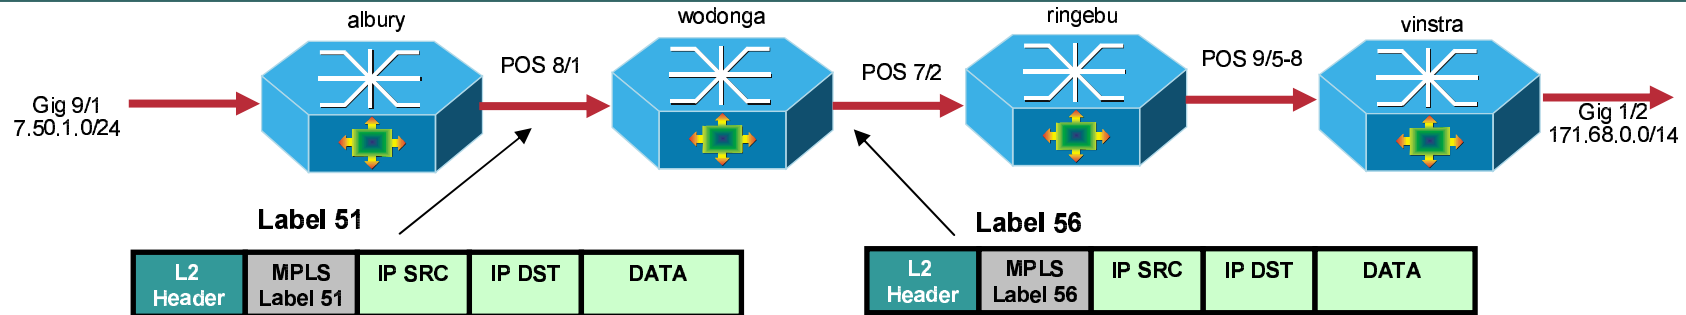 albury
wodonga
ringebu
vinstra
POS 8/1
POS 7/2
POS 9/5-8
Gig 9/1
7.50.1.0/24
Gig 1/2
171.68.0.0/14
Label 51
Label 56
L2 Header
MPLS Label 51
IP SRC
IP DST
DATA
L2 Header
MPLS Label 56
IP SRC
IP DST
DATA